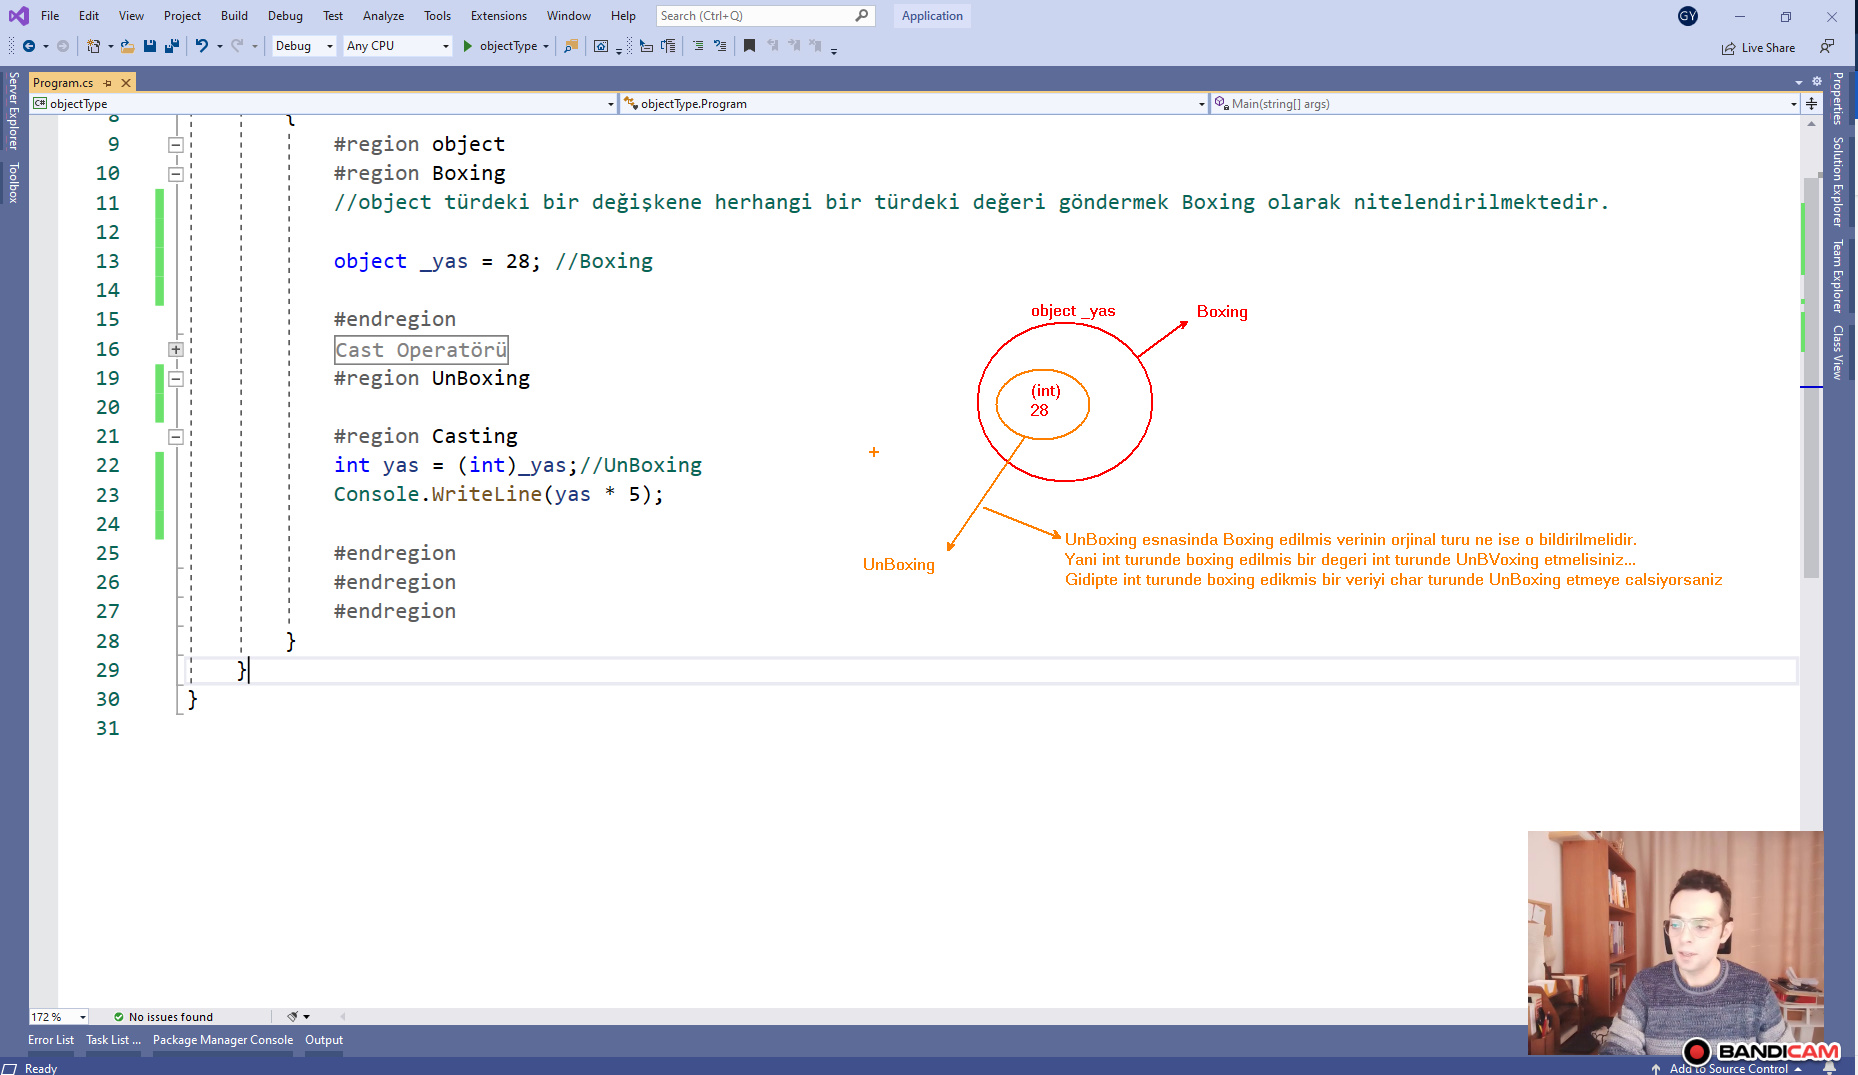 File Edit View Project Build Debug Test Analyze Tools Extensions Window Help Search (Ctrl+Q) Application GY
Debug Any CPU objectType Live Share
Server Explorer
Toolbox
Program.cs
objectType objectType.Program Main(string[] args)
8 {
9 #region object
10 #region Boxing
11 //object türdeki bir değişkene herhangi bir türdeki değeri göndermek Boxing olarak nitelendirilmektedir.
12
13 object _yas = 28; //Boxing
14
15 #endregion
16 Cast Operatörü
19 #region UnBoxing
20
21 #region Casting
22 int yas = (int)_yas;//UnBoxing
23 Console.WriteLine(yas * 5);
24
25 #endregion
26 #endregion
27 #endregion
28 }
29 }
30 }
31
object _yas
Boxing
(int)
28
UnBoxing
UnBoxing esnasinda Boxing edilmis verinin orjinal turu ne ise o bildirilmelidir.
Yani int turunde boxing edilmis bir degeri int turunde UnBVoxing etmelisiniz...
Gidipte int turunde boxing edikmis bir veriyi char turunde UnBoxing etmeye calsiyorsaniz
Properties
Solution Explorer
Team Explorer
Class View
172 % No issues found
Error List Task List ... Package Manager Console Output
BANDICAM
Ready Add to Source Control